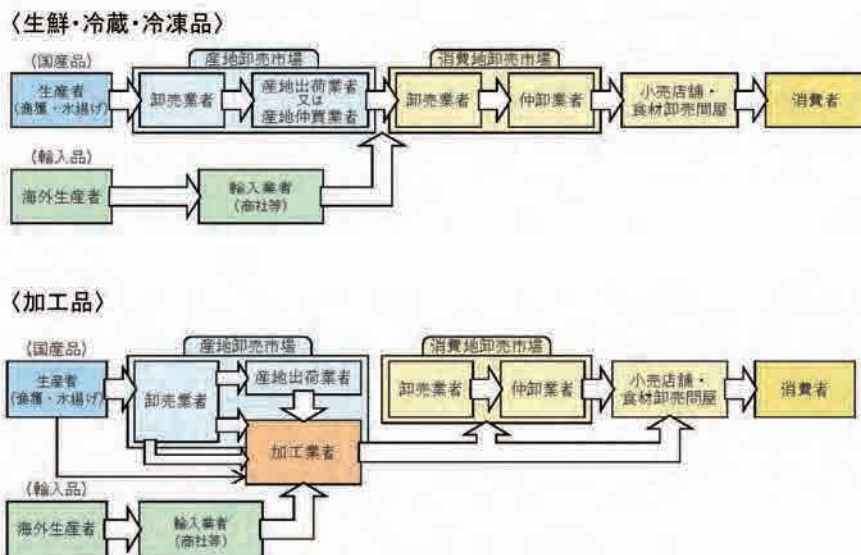 〈生鮮・冷蔵・冷凍品〉
(国産品)
産地卸売市場
消費地卸売市場
生産者
(漁獲・水揚げ)
卸売業者
産地出荷業者
又は
産地仲買業者
卸売業者
仲卸業者
小売店舗・
食材卸売問屋
消費者
(輸入品)
海外生産者
輸入業者
(商社等)
〈加工品〉
(国産品)
産地卸売市場
消費地卸売市場
生産者
(漁獲・水揚げ)
卸売業者
産地出荷業者
加工業者
卸売業者
仲卸業者
小売店舗・
食材卸売問屋
消費者
(輸入品)
海外生産者
輸入業者
(商社等)